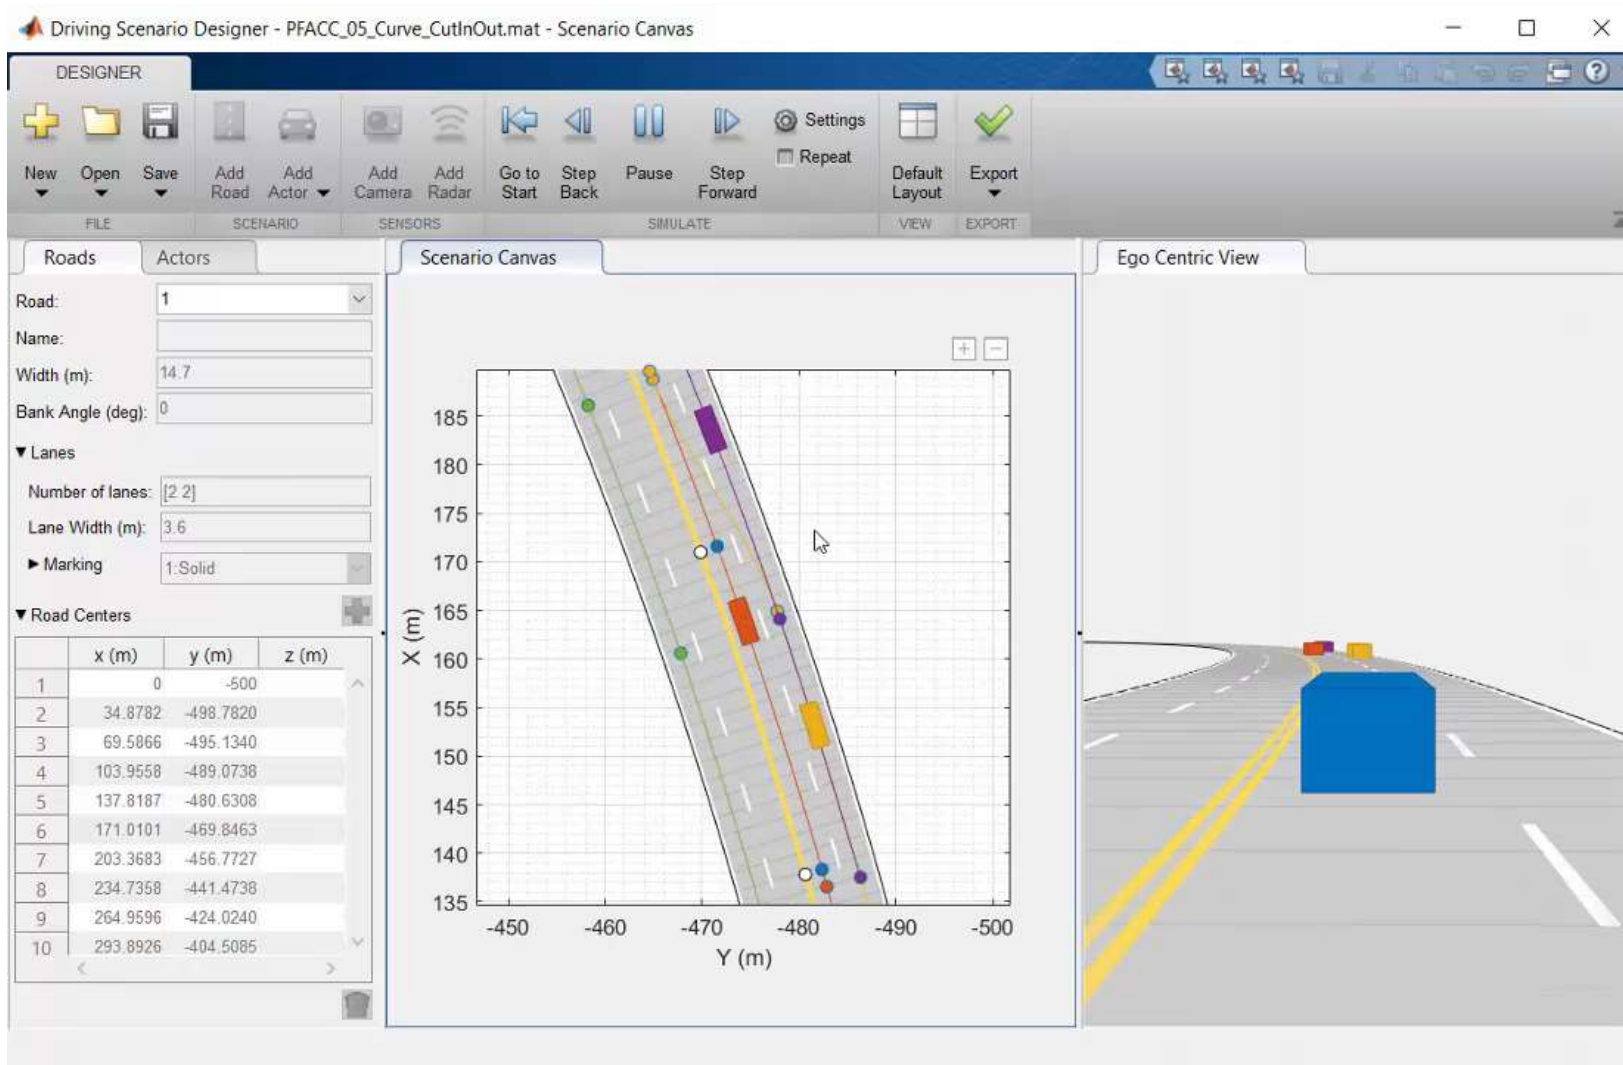 Driving Scenario Designer - PFACC_05_Curve_CutInOut.mat - Scenario Canvas
DESIGNER
New
Open
Save
Add Road
Add Actor
Add Camera
Add Radar
Go to Start
Step Back
Pause
Step Forward
Settings
Repeat
Default Layout
Export
FILE
SCENARIO
SENSORS
SIMULATE
VIEW
EXPORT
Roads
Actors
Road: 1
Name:
Width (m): 14.7
Bank Angle (deg): 0
Lanes
Number of lanes: [2 2]
Lane Width (m): 3.6
Marking 1:Solid
Road Centers
x (m) y (m) z (m)
1 0 -500
2 34.8782 -498.7820
3 69.5866 -495.1340
4 103.9558 -489.0738
5 137.8187 -480.6308
6 171.0101 -469.8463
7 203.3683 -456.7727
8 234.7358 -441.4738
9 264.9596 -424.0240
10 293.8926 -404.5085
Scenario Canvas
185
180
175
170
165
160
155
150
145
140
135
X (m)
-450 -460 -470 -480 -490 -500
Y (m)
Ego Centric View